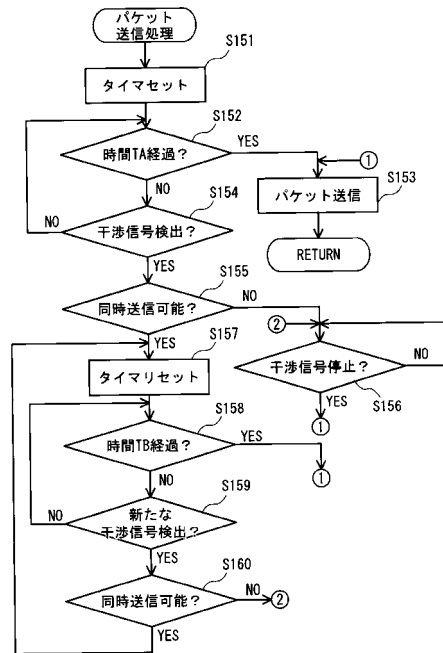 パケット
送信処理
S151
タイマセット
S152
時間TA経過?
YES
①
NO
S154
S153
パケット送信
NO
干渉信号検出?
RETURN
YES
S155
同時送信可能?
NO
②
YES
S157
タイマリセット
干渉信号停止?
NO
S158
YES
S156
①
時間TB経過?
YES
①
NO
S159
NO
新たな
干渉信号検出?
YES
S160
同時送信可能?
NO
②
YES